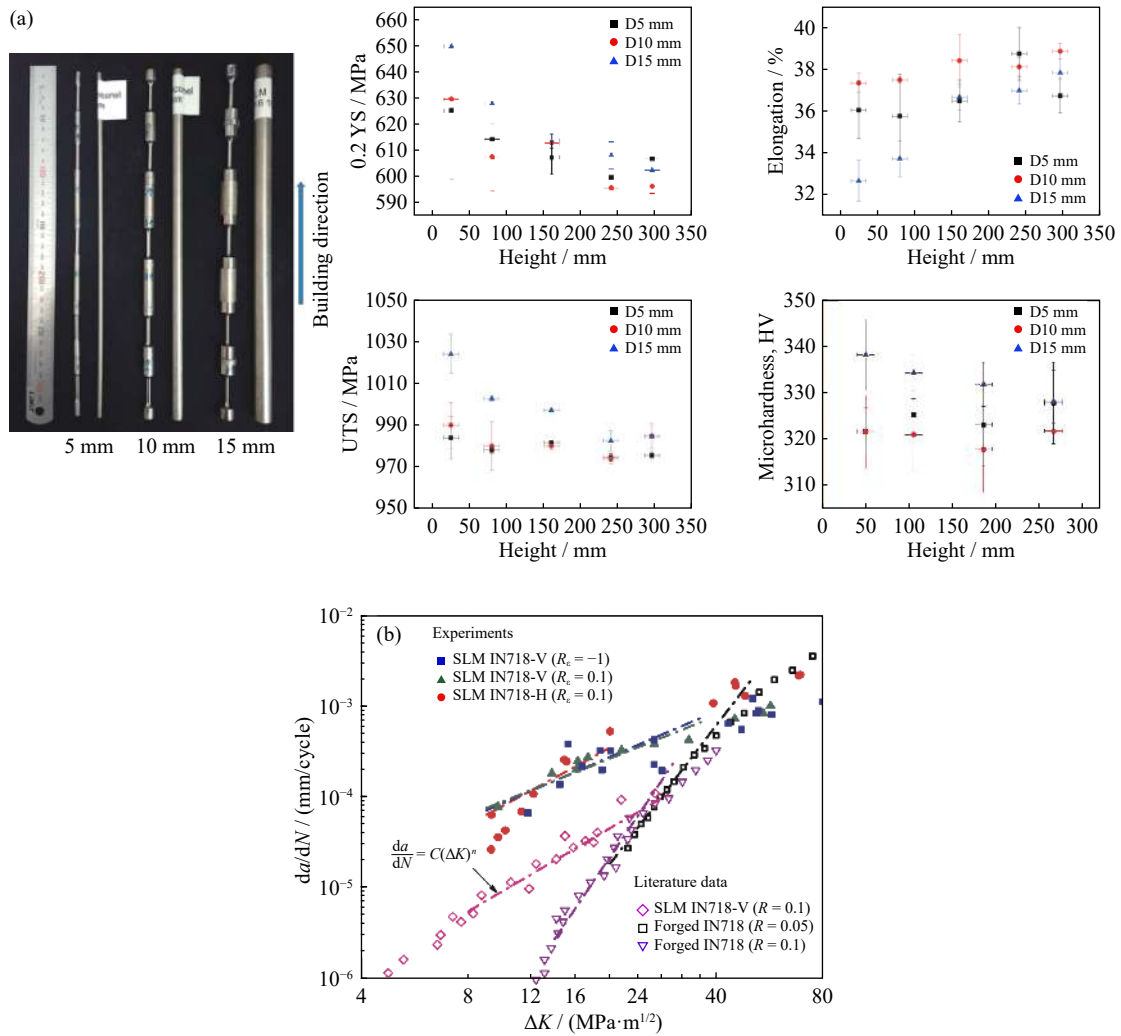 (a)
5 mm
10 mm
15 mm
Building direction
0.2 YS / MPa
660
650
640
630
620
610
600
590
D5 mm
D10 mm
D15 mm
0
50
100
150
200
250
300
350
Height / mm
Elongation / %
40
38
36
34
32
D5 mm
D10 mm
D15 mm
0
50
100
150
200
250
300
350
Height / mm
UTS / MPa
1050
1030
1010
990
970
950
D5 mm
D10 mm
D15 mm
0
50
100
150
200
250
300
350
Height / mm
Microhardness, HV
350
340
330
320
310
D5 mm
D10 mm
D15 mm
0
50
100
150
200
250
300
Height / mm
(b)
Experiments
SLM IN718-V (Rε = −1)
SLM IN718-V (Rε = 0.1)
SLM IN718-H (Rε = 0.1)
da/dN / (mm/cycle)
10⁻²
10⁻³
10⁻⁴
10⁻⁵
10⁻⁶
da/dN = C(ΔK)ⁿ
Literature data
SLM IN718-V (R = 0.1)
Forged IN718 (R = 0.05)
Forged IN718 (R = 0.1)
4
8
12
16
24
40
80
ΔK / (MPa·m^1/2)